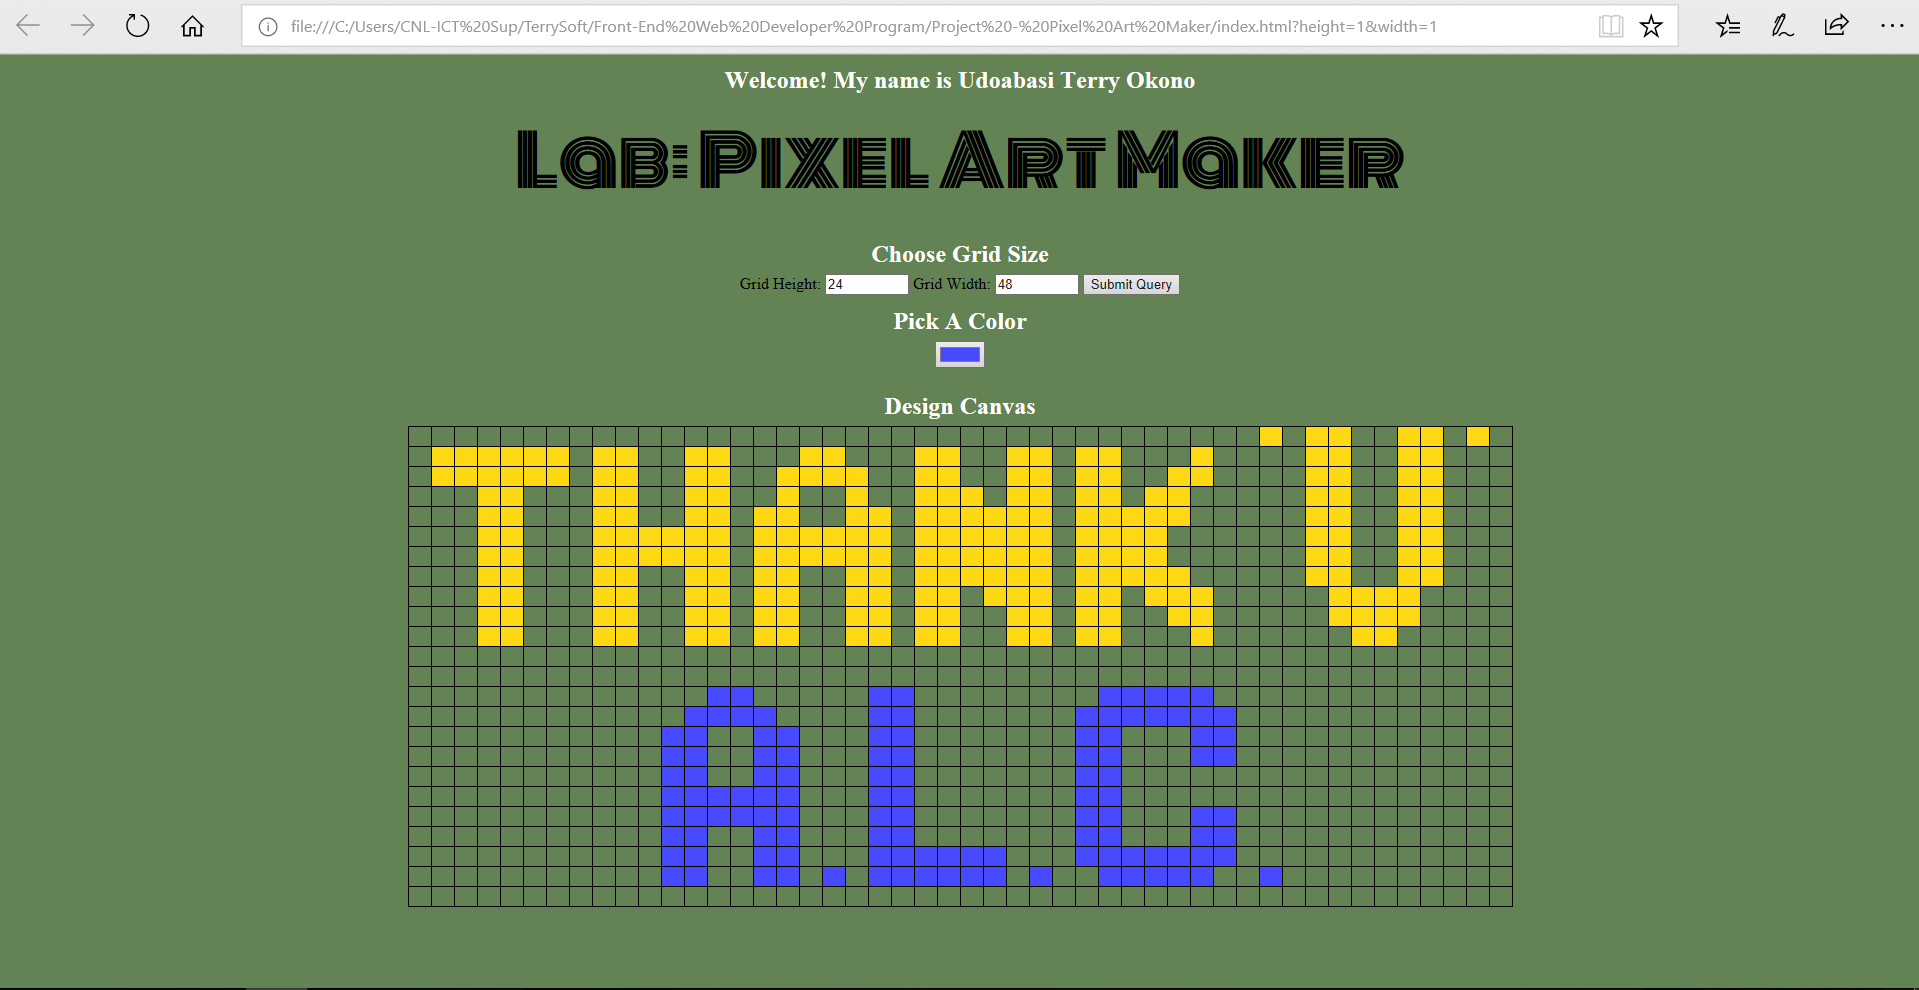 file:///C:/Users/CNL-ICT%20Sup/TerrySoft/Front-End%20Web%20Developer%20Program/Project%20-%20Pixel%20Art%20Maker/index.html?height=1&width=1
Welcome! My name is Udoabasi Terry Okono
Lab: Pixel Art Maker
Choose Grid Size
Grid Height: 24 Grid Width: 48 Submit Query
Pick A Color
Design Canvas
THANK 'U'
A.L.C.